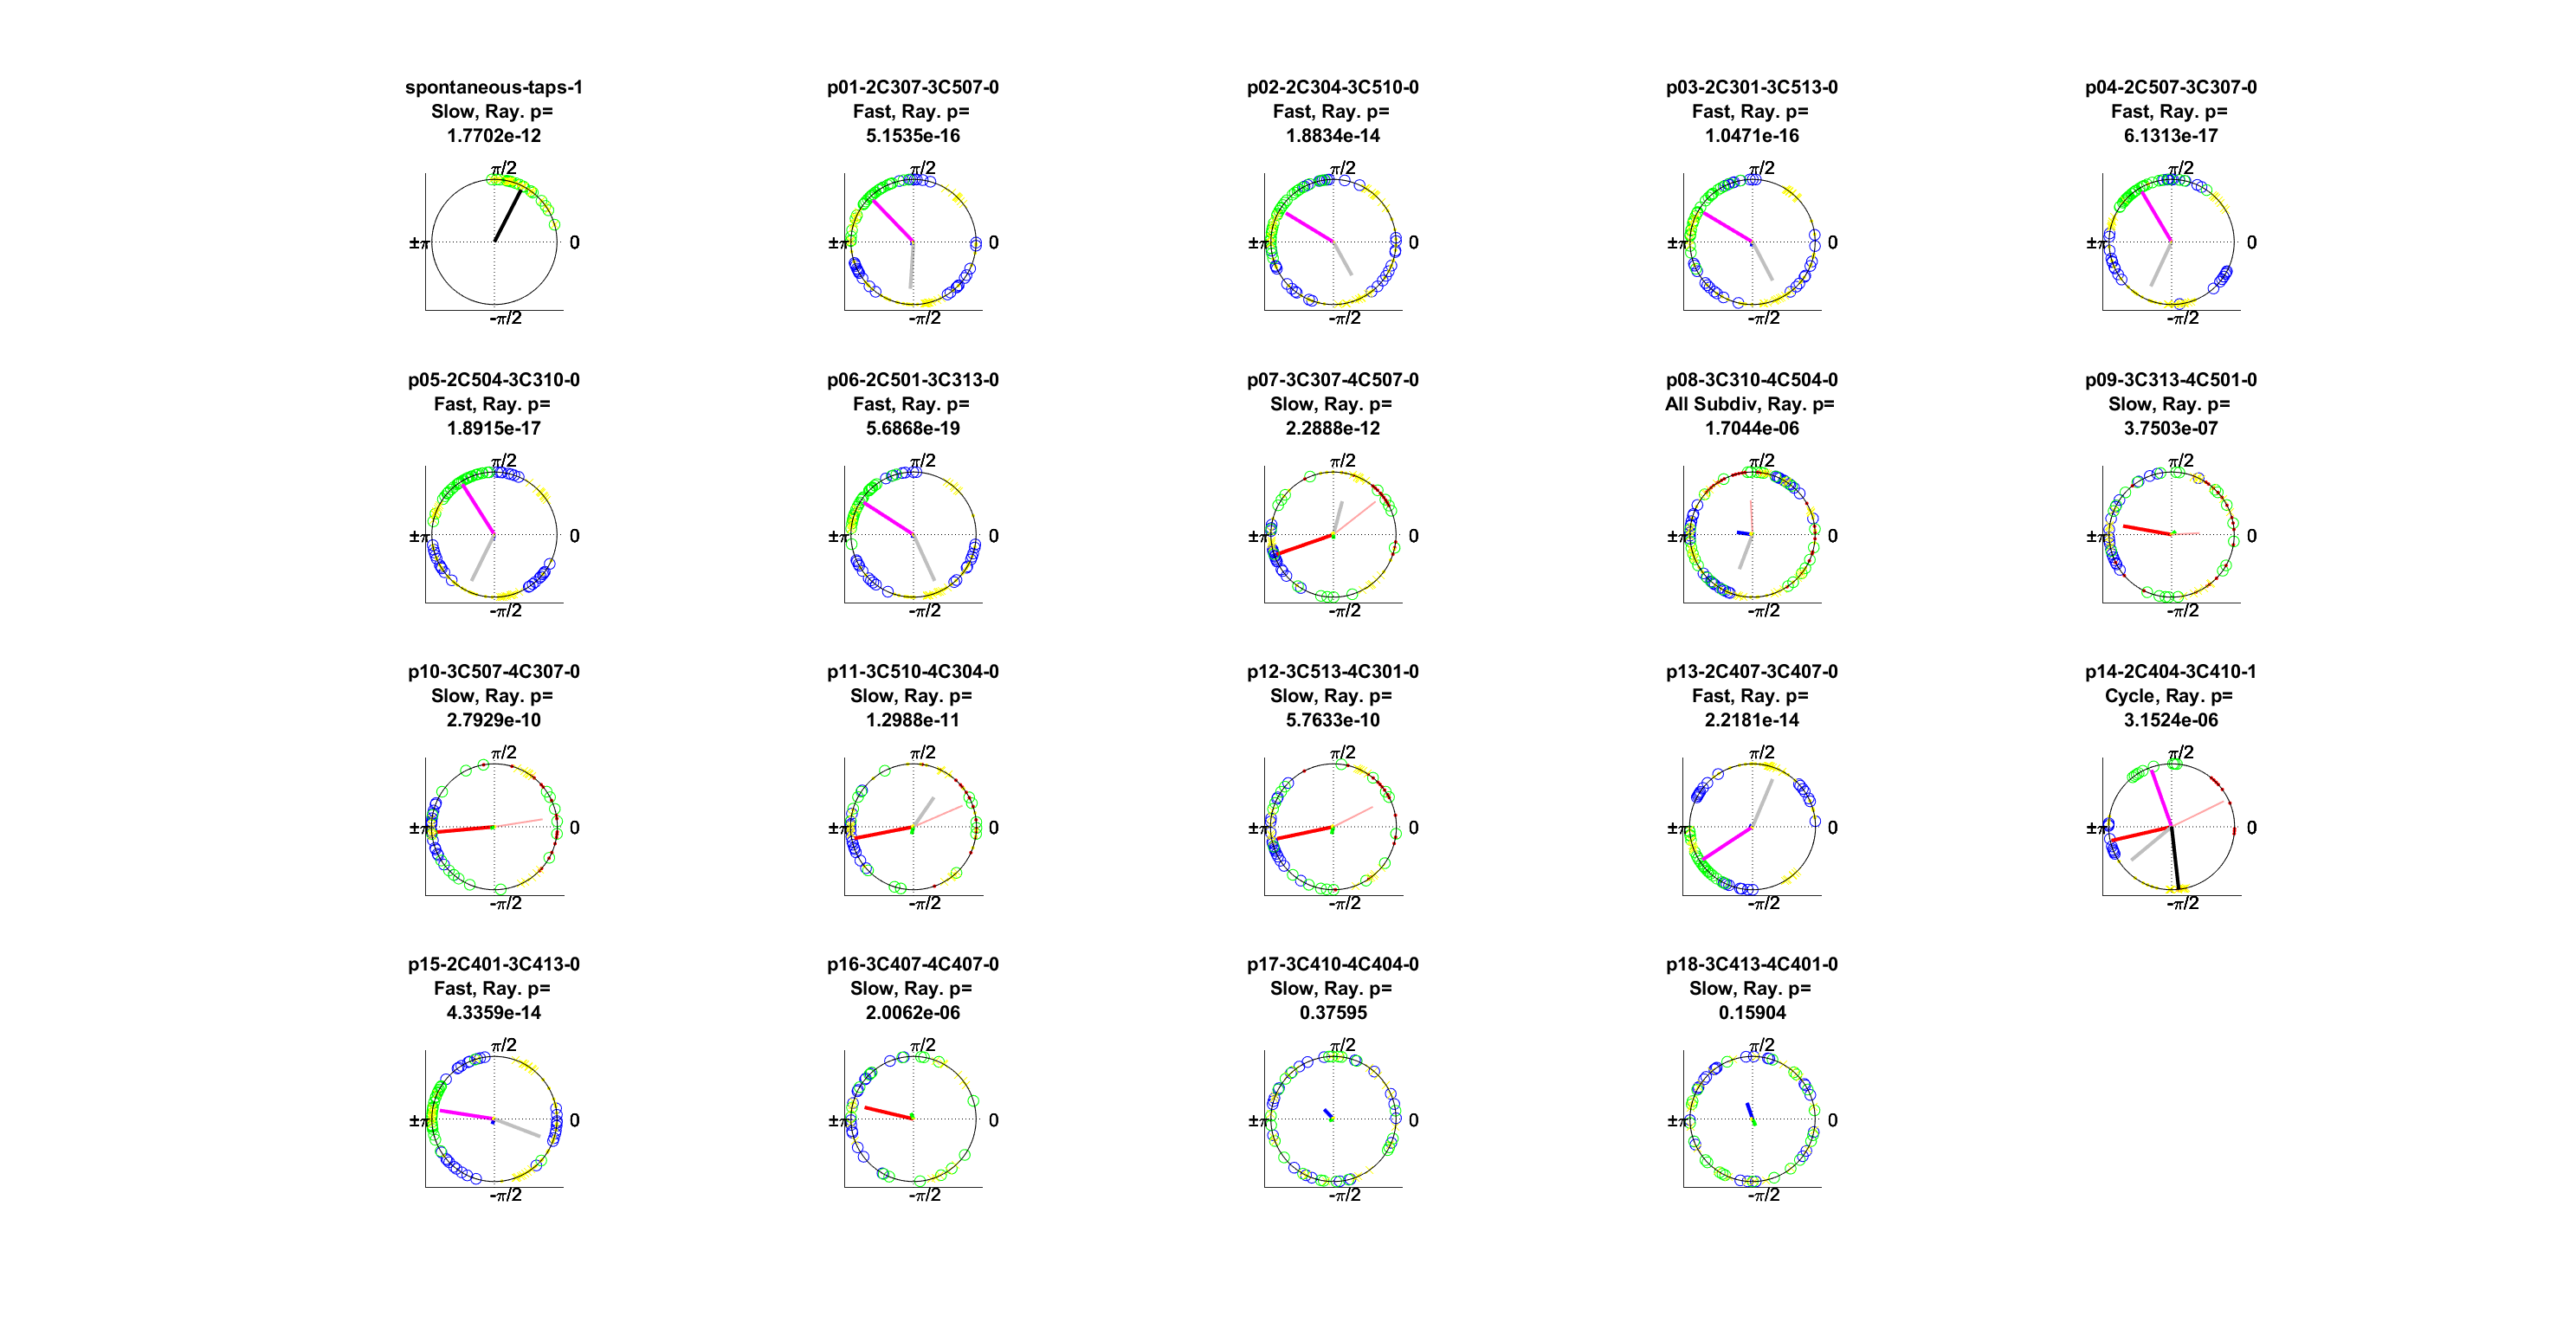 spontaneous-taps-1
Slow, Ray. p=
1.7702e-12
π/2
±π
0
-π/2
p01-2C307-3C507-0
Fast, Ray. p=
5.1535e-16
π/2
±π
0
-π/2
p02-2C304-3C510-0
Fast, Ray. p=
1.8834e-14
π/2
±π
0
-π/2
p03-2C301-3C513-0
Fast, Ray. p=
1.0471e-16
π/2
±π
0
-π/2
p04-2C507-3C307-0
Fast, Ray. p=
6.1313e-17
π/2
±π
0
-π/2
p05-2C504-3C310-0
Fast, Ray. p=
1.8915e-17
π/2
±π
0
-π/2
p06-2C501-3C313-0
Fast, Ray. p=
5.6868e-19
π/2
±π
0
-π/2
p07-3C307-4C507-0
Slow, Ray. p=
2.2888e-12
π/2
±π
0
-π/2
p08-3C310-4C504-0
All Subdiv, Ray. p=
1.7044e-06
π/2
±π
0
-π/2
p09-3C313-4C501-0
Slow, Ray. p=
3.7503e-07
π/2
±π
0
-π/2
p10-3C507-4C307-0
Slow, Ray. p=
2.7929e-10
π/2
±π
0
-π/2
p11-3C510-4C304-0
Slow, Ray. p=
1.2988e-11
π/2
±π
0
-π/2
p12-3C513-4C301-0
Slow, Ray. p=
5.7633e-10
π/2
±π
0
-π/2
p13-2C407-3C407-0
Fast, Ray. p=
2.2181e-14
π/2
±π
0
-π/2
p14-2C404-3C410-1
Cycle, Ray. p=
3.1524e-06
π/2
±π
0
-π/2
p15-2C401-3C413-0
Fast, Ray. p=
4.3359e-14
π/2
±π
0
-π/2
p16-3C407-4C407-0
Slow, Ray. p=
2.0062e-06
π/2
±π
0
-π/2
p17-3C410-4C404-0
Slow, Ray. p=
0.37595
π/2
±π
0
-π/2
p18-3C413-4C401-0
Slow, Ray. p=
0.15904
π/2
±π
0
-π/2